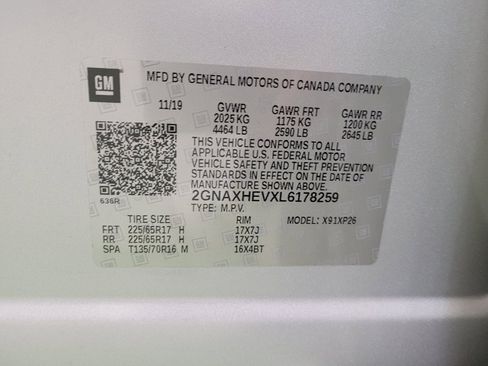 GM
MFD BY GENERAL MOTORS OF CANADA COMPANY
11/19 GVWR GAWR FRT GAWR RR
2025 KG 1175 KG 1200 KG
4464 LB 2590 LB 2645 LB
THIS VEHICLE CONFORMS TO ALL
APPLICABLE U.S. FEDERAL MOTOR
VEHICLE SAFETY AND THEFT PREVENTION
STANDARDS IN EFFECT ON THE DATE OF
MANUFACTURE SHOWN ABOVE.
636R 2GNAXHEVXL6178259
TYPE: M.P.V.
TIRE SIZE RIM MODEL: X91XP26
FRT 225/65R17 H 17X7J
RR 225/65R17 H 17X7J
SPA T135/70R16 M 16X4BT